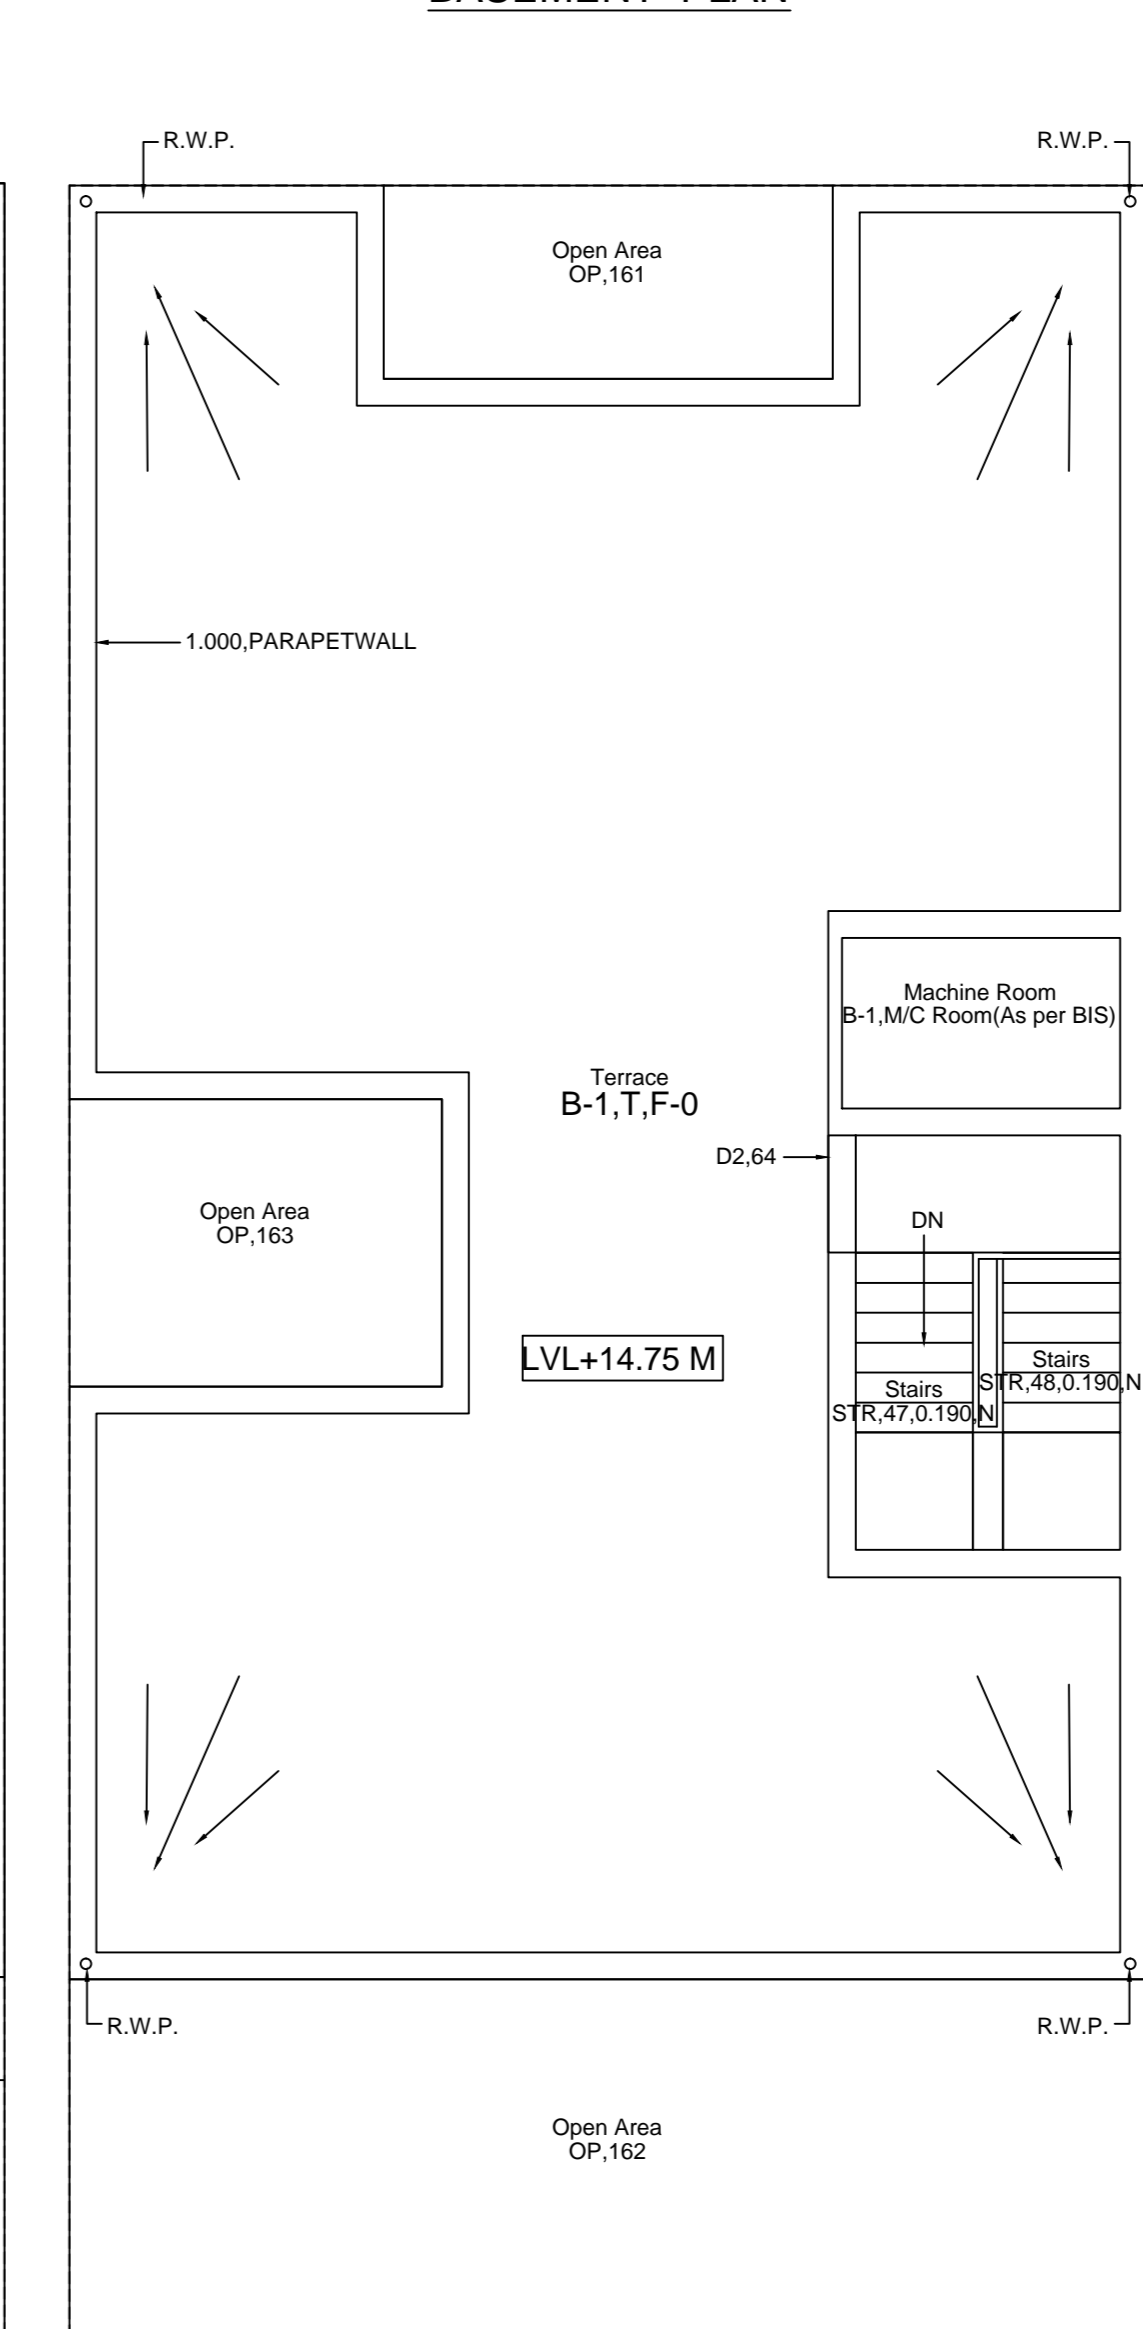 BASEMENT PLAN
R.W.P.
R.W.P.
Open Area
OP,161
1.000,PARAPETWALL
Machine Room
B-1,M/C Room(As per BIS)
Terrace
B-1,T,F-0
D2,64
Open Area
OP,163
DN
LVL+14.75 M
Stairs
STR,48,0.190,N
Stairs
STR,47,0.190,N
R.W.P.
R.W.P.
Open Area
OP,162